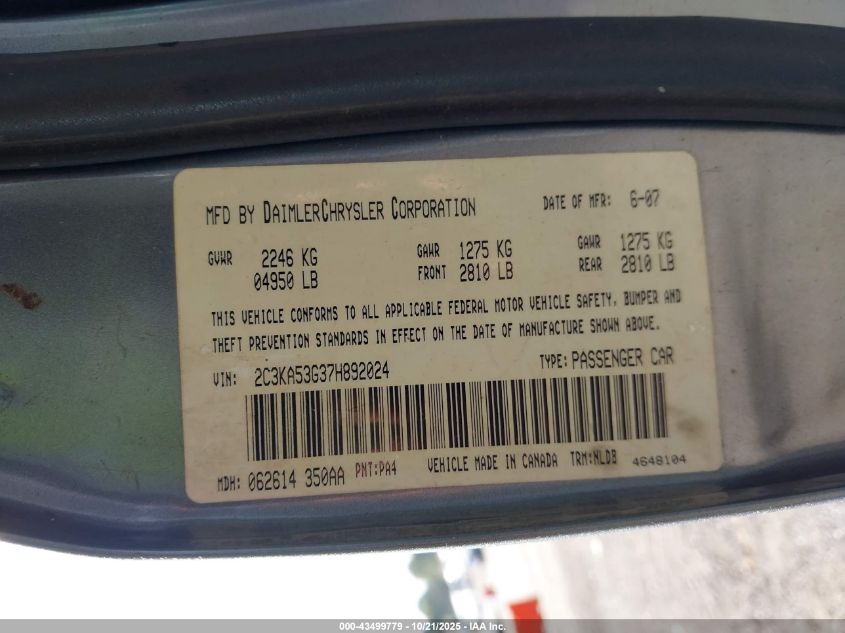 MFD BY DAIMLERCHRYSLER CORPORATION DATE OF MFR: 6-07
GVWR 2246 KG GAWR 1275 KG GAWR 1275 KG
04950 LB FRONT 2810 LB REAR 2810 LB
THIS VEHICLE CONFORMS TO ALL APPLICABLE FEDERAL MOTOR VEHICLE SAFETY, BUMPER AND
THEFT PREVENTION STANDARDS IN EFFECT ON THE DATE OF MANUFACTURE SHOWN ABOVE.
VIN: 2C3KA53G37H892024 TYPE: PASSENGER CAR
MDH: 062614 350AA PNT:PA4 VEHICLE MADE IN CANADA TRM:NLDB 4648104
000-43499779 - 10/21/2025 - IAA Inc.